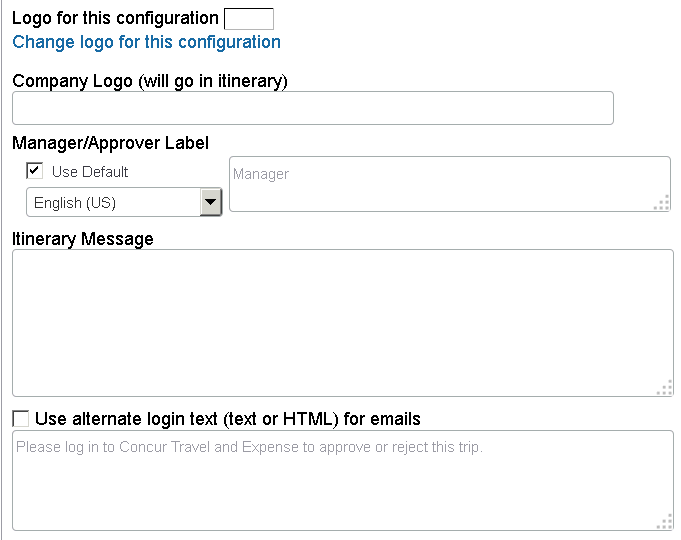 Logo for this configuration
Change logo for this configuration
Company Logo (will go in itinerary)
Manager/Approver Label
Use Default
Manager
English (US)
Itinerary Message
Use alternate login text (text or HTML) for emails
Please log in to Concur Travel and Expense to approve or reject this trip.